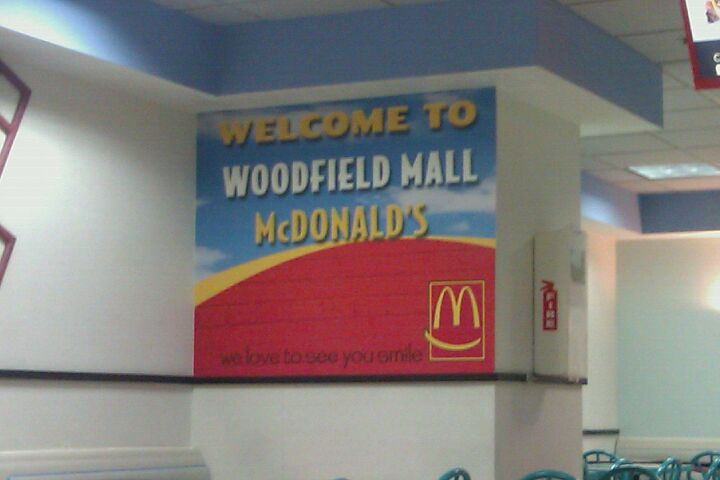 WELCOME TO
WOODFIELD MALL
McDONALD'S
we love to see you smile
FIRE